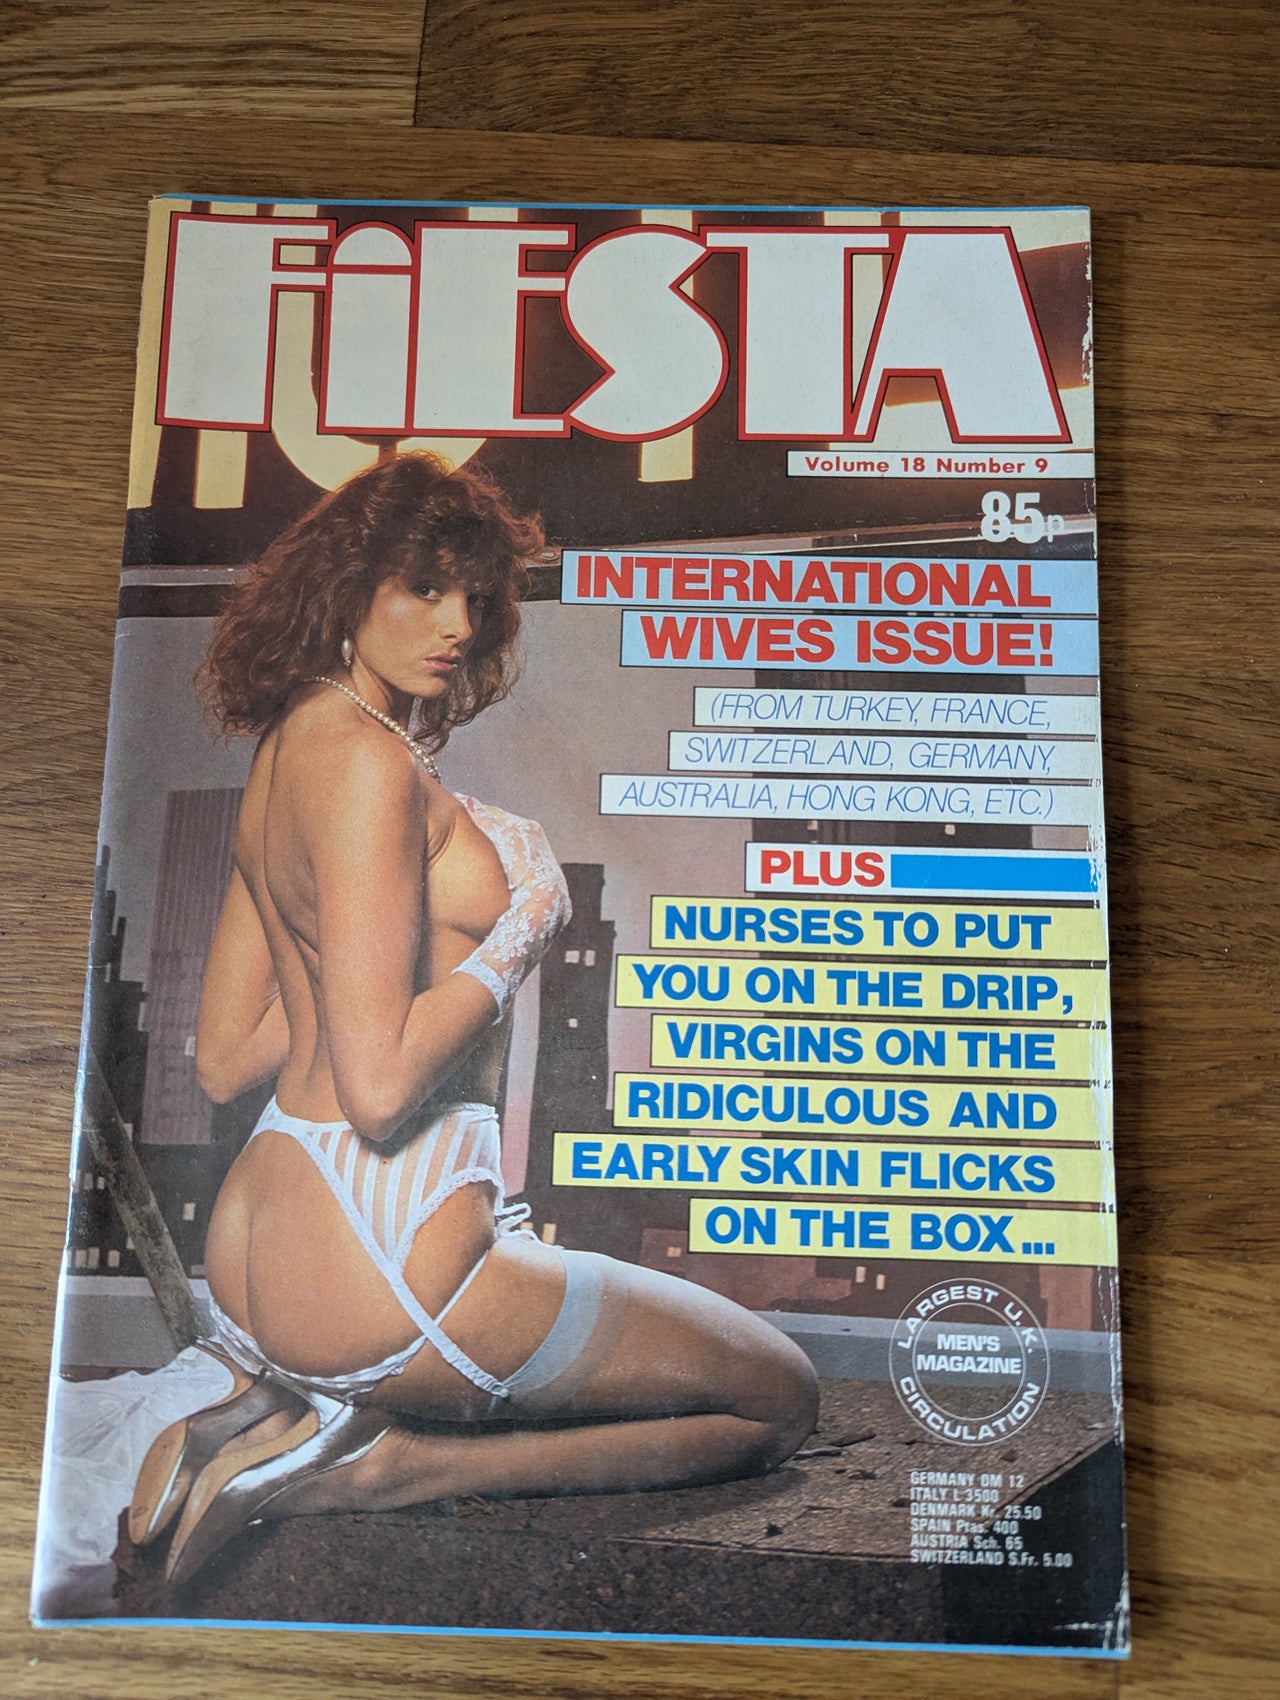 FiESTA
Volume 18 Number 9
85p
INTERNATIONAL
WIVES ISSUE!
(FROM TURKEY, FRANCE,
SWITZERLAND, GERMANY,
AUSTRALIA, HONG KONG, ETC.)
PLUS
NURSES TO PUT
YOU ON THE DRIP,
VIRGINS ON THE
RIDICULOUS AND
EARLY SKIN FLICKS
ON THE BOX...
LARGEST U.K.
MEN'S
MAGAZINE
CIRCULATION
GERMANY DM 12
ITALY L 3500
DENMARK Kr. 25.50
SPAIN Ptas. 400
AUSTRIA Sch. 65
SWITZERLAND S.Fr. 5.00